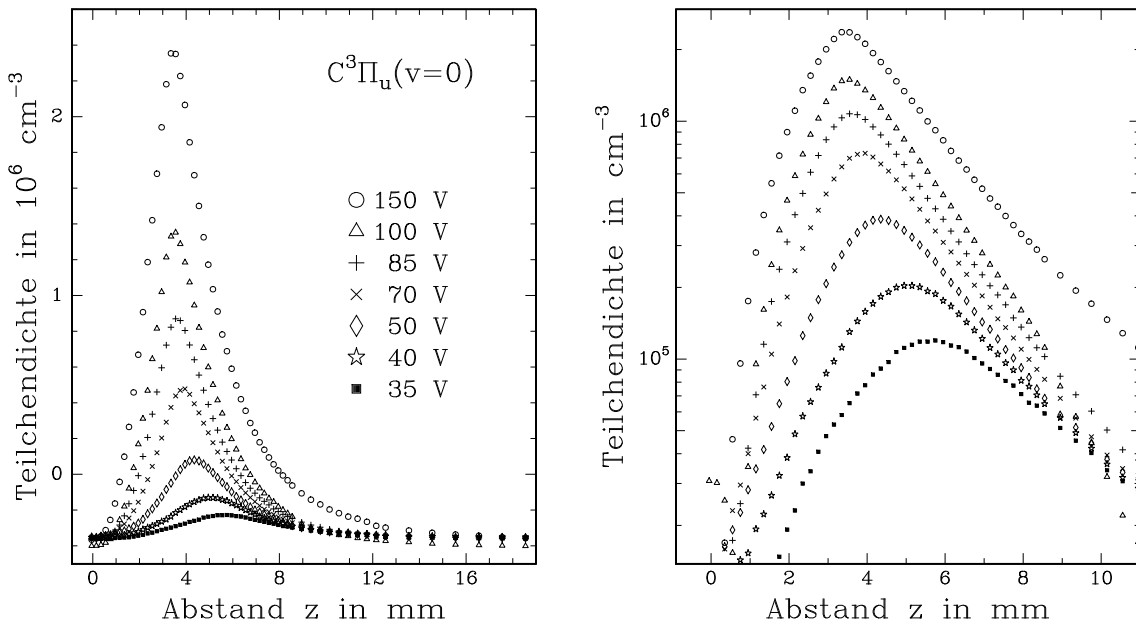 Teilchendichte in 10⁶ cm⁻³
2
1
0
C³Πᵤ(v=0)
150 V
100 V
85 V
70 V
50 V
40 V
35 V
0 4 8 12 16
Abstand z in mm
Teilchendichte in cm⁻³
10⁶
10⁵
0 2 4 6 8 10
Abstand z in mm